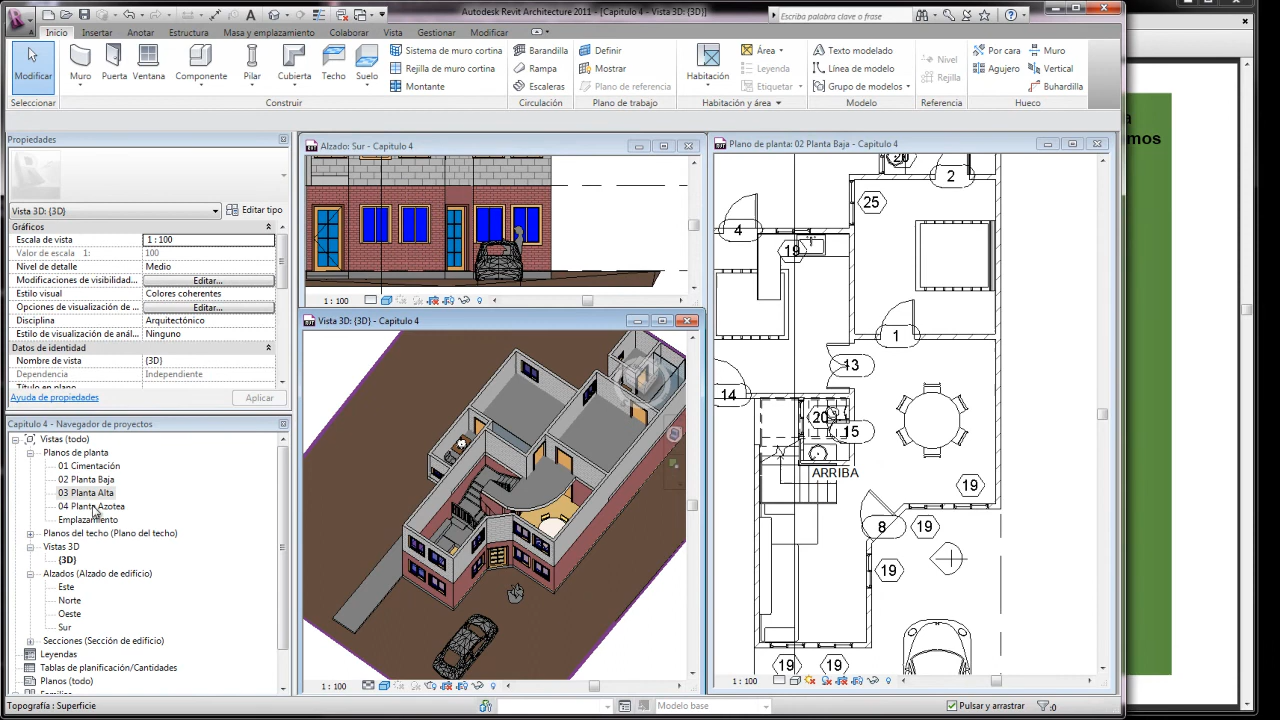 Autodesk Revit Architecture 2011 - [Capitulo 4 - Vista 3D: {3D}]
Escriba palabra clave o frase
Inicio Insertar Anotar Estructura Masa y emplazamiento Colaborar Vista Gestión Modificar
Modificar
Muro
Puerta
Ventana
Componente
Pilar
Cubierta
Techo
Suelo
Sistema de muro cortina
Rejilla de muro cortina
Montante
Barandilla
Rampa
Escaleras
Definir
Mostrar
Plano de referencia
Habitación
Área
Leyenda
Etiquetar
Texto modelado
Línea de modelo
Grupo de modelos
Nivel
Rejilla
Por cara
Agujero
Muro
Vertical
Buhardilla
Seleccionar Construir Circulación Plano de trabajo Habitación y área Modelo Referencia Hueco
Propiedades
Vista 3D: {3D}
Editar tipo
Gráficos
Escala de vista 1 : 100
Valor de escala 1: 100
Nivel de detalle Medio
Modificaciones de visibilidad... Editar...
Estilo visual Colores coherentes
Opciones de visualización de ... Editar...
Disciplina Arquitectónico
Estilo de visualización de anál... Ninguno
Datos de identidad
Nombre de vista {3D}
Dependencia Independiente
Título en plano
Ayuda de propiedades
Aplicar
Capitulo 4 - Navegador de proyectos
Vistas (todo)
Planos de planta
01 Cimentación
02 Planta Baja
03 Planta Alta
04 Planta Azotea
Emplazamiento
Planos del techo (Plano del techo)
Vistas 3D
{3D}
Alzados (Alzado de edificio)
Este
Norte
Oeste
Sur
Secciones (Sección de edificio)
Leyendas
Tablas de planificación/Cantidades
Planos (todo)
Alzado: Sur - Capitulo 4
1 : 100
Vista 3D: {3D} - Capitulo 4
1 : 100
Plano de planta: 02 Planta Baja - Capitulo 4
2
25
4
18
1
13
14
20
15
ARRIBA
19
8
19
19
19
19
1 : 100
Topografía : Superficie
:0
Modelo base
Pulsar y arrastrar
:0
a
mos